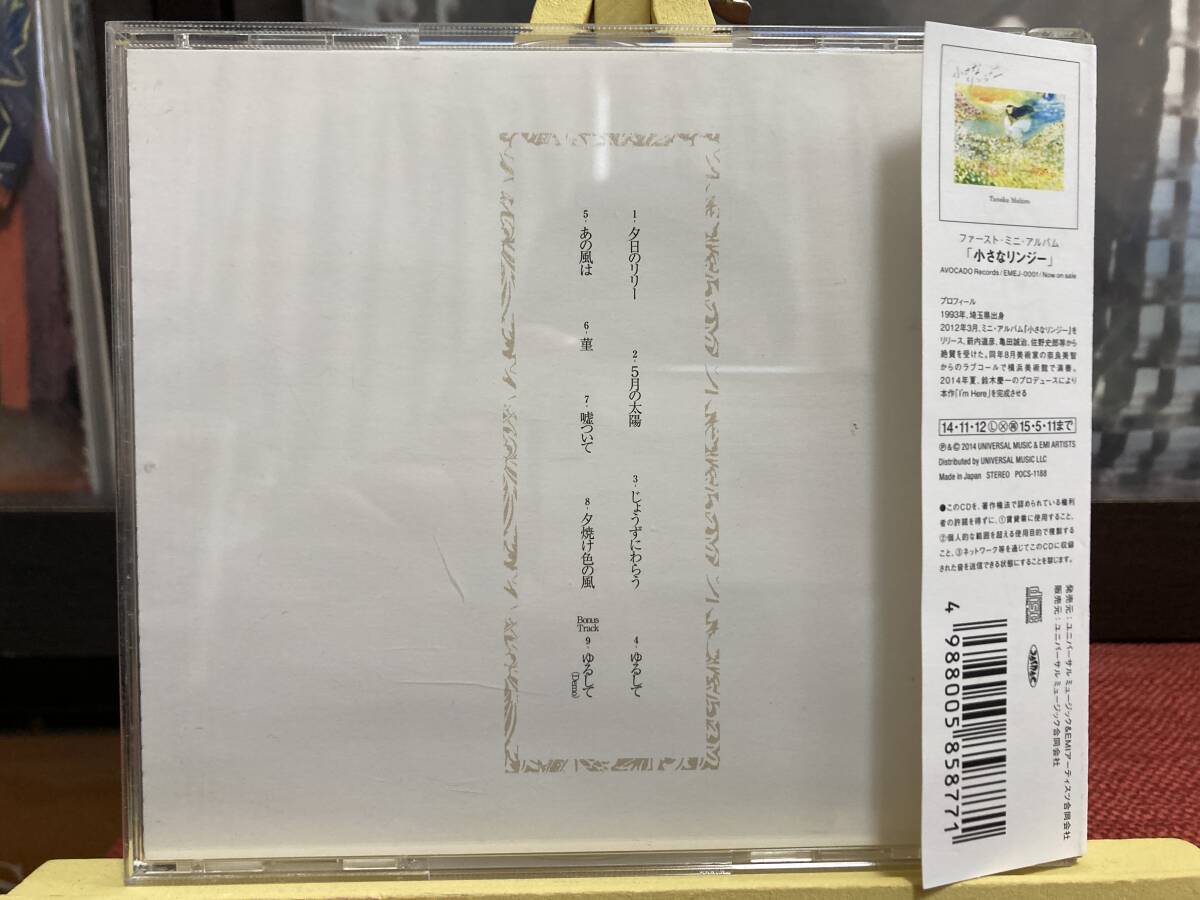 1. 夕日のリリー
2. 5月の太陽
3. じょうずにわらう
4. ゆるして
5. あの風は
6. 菫
7. 嘘ついて
8. 夕焼け色の風
Bonus
Track
9. ゆるして
(Demo)
小さなリンジー
Tanaka
ファースト・ミニ・アルバム
「小さなリンジー」
AVOCADO Records / EMEJ-0001 / Now on sale
プロフィール
1993年、埼玉県出身
2012年3月、ミニ・アルバム『小さなリンジー』を
リリース、箭内道彦、亀田誠治、佐野史郎等から
絶賛を受けた。同年8月美術家の奈良美智
からのラブコールで横浜美術館で演奏。
2014年夏、鈴木慶一のプロデュースにより
本作「I'm Here」を完成させる
14・11・12 Ⓛ Ⓧ ㊙ 15・5・11まで
Ⓟ&© 2014 UNIVERSAL MUSIC & EMI ARTISTS
Distributed by UNIVERSAL MUSIC LLC
Made in Japan STEREO POCS-1188
●このCDを、著作権法で認められている権利
者の許諾を得ずに、①賃貸業に使用すること、
②個人的な範囲を超える使用目的で複製する
こと、③ネットワーク等を通じてこのCDに収録
された音を送信できる状態にすることを禁じます。
発売元：ユニバーサル ミュージック&EMIアーティスツ合同会社
販売元：ユニバーサル ミュージック合同会社
disc
4 988005 858771